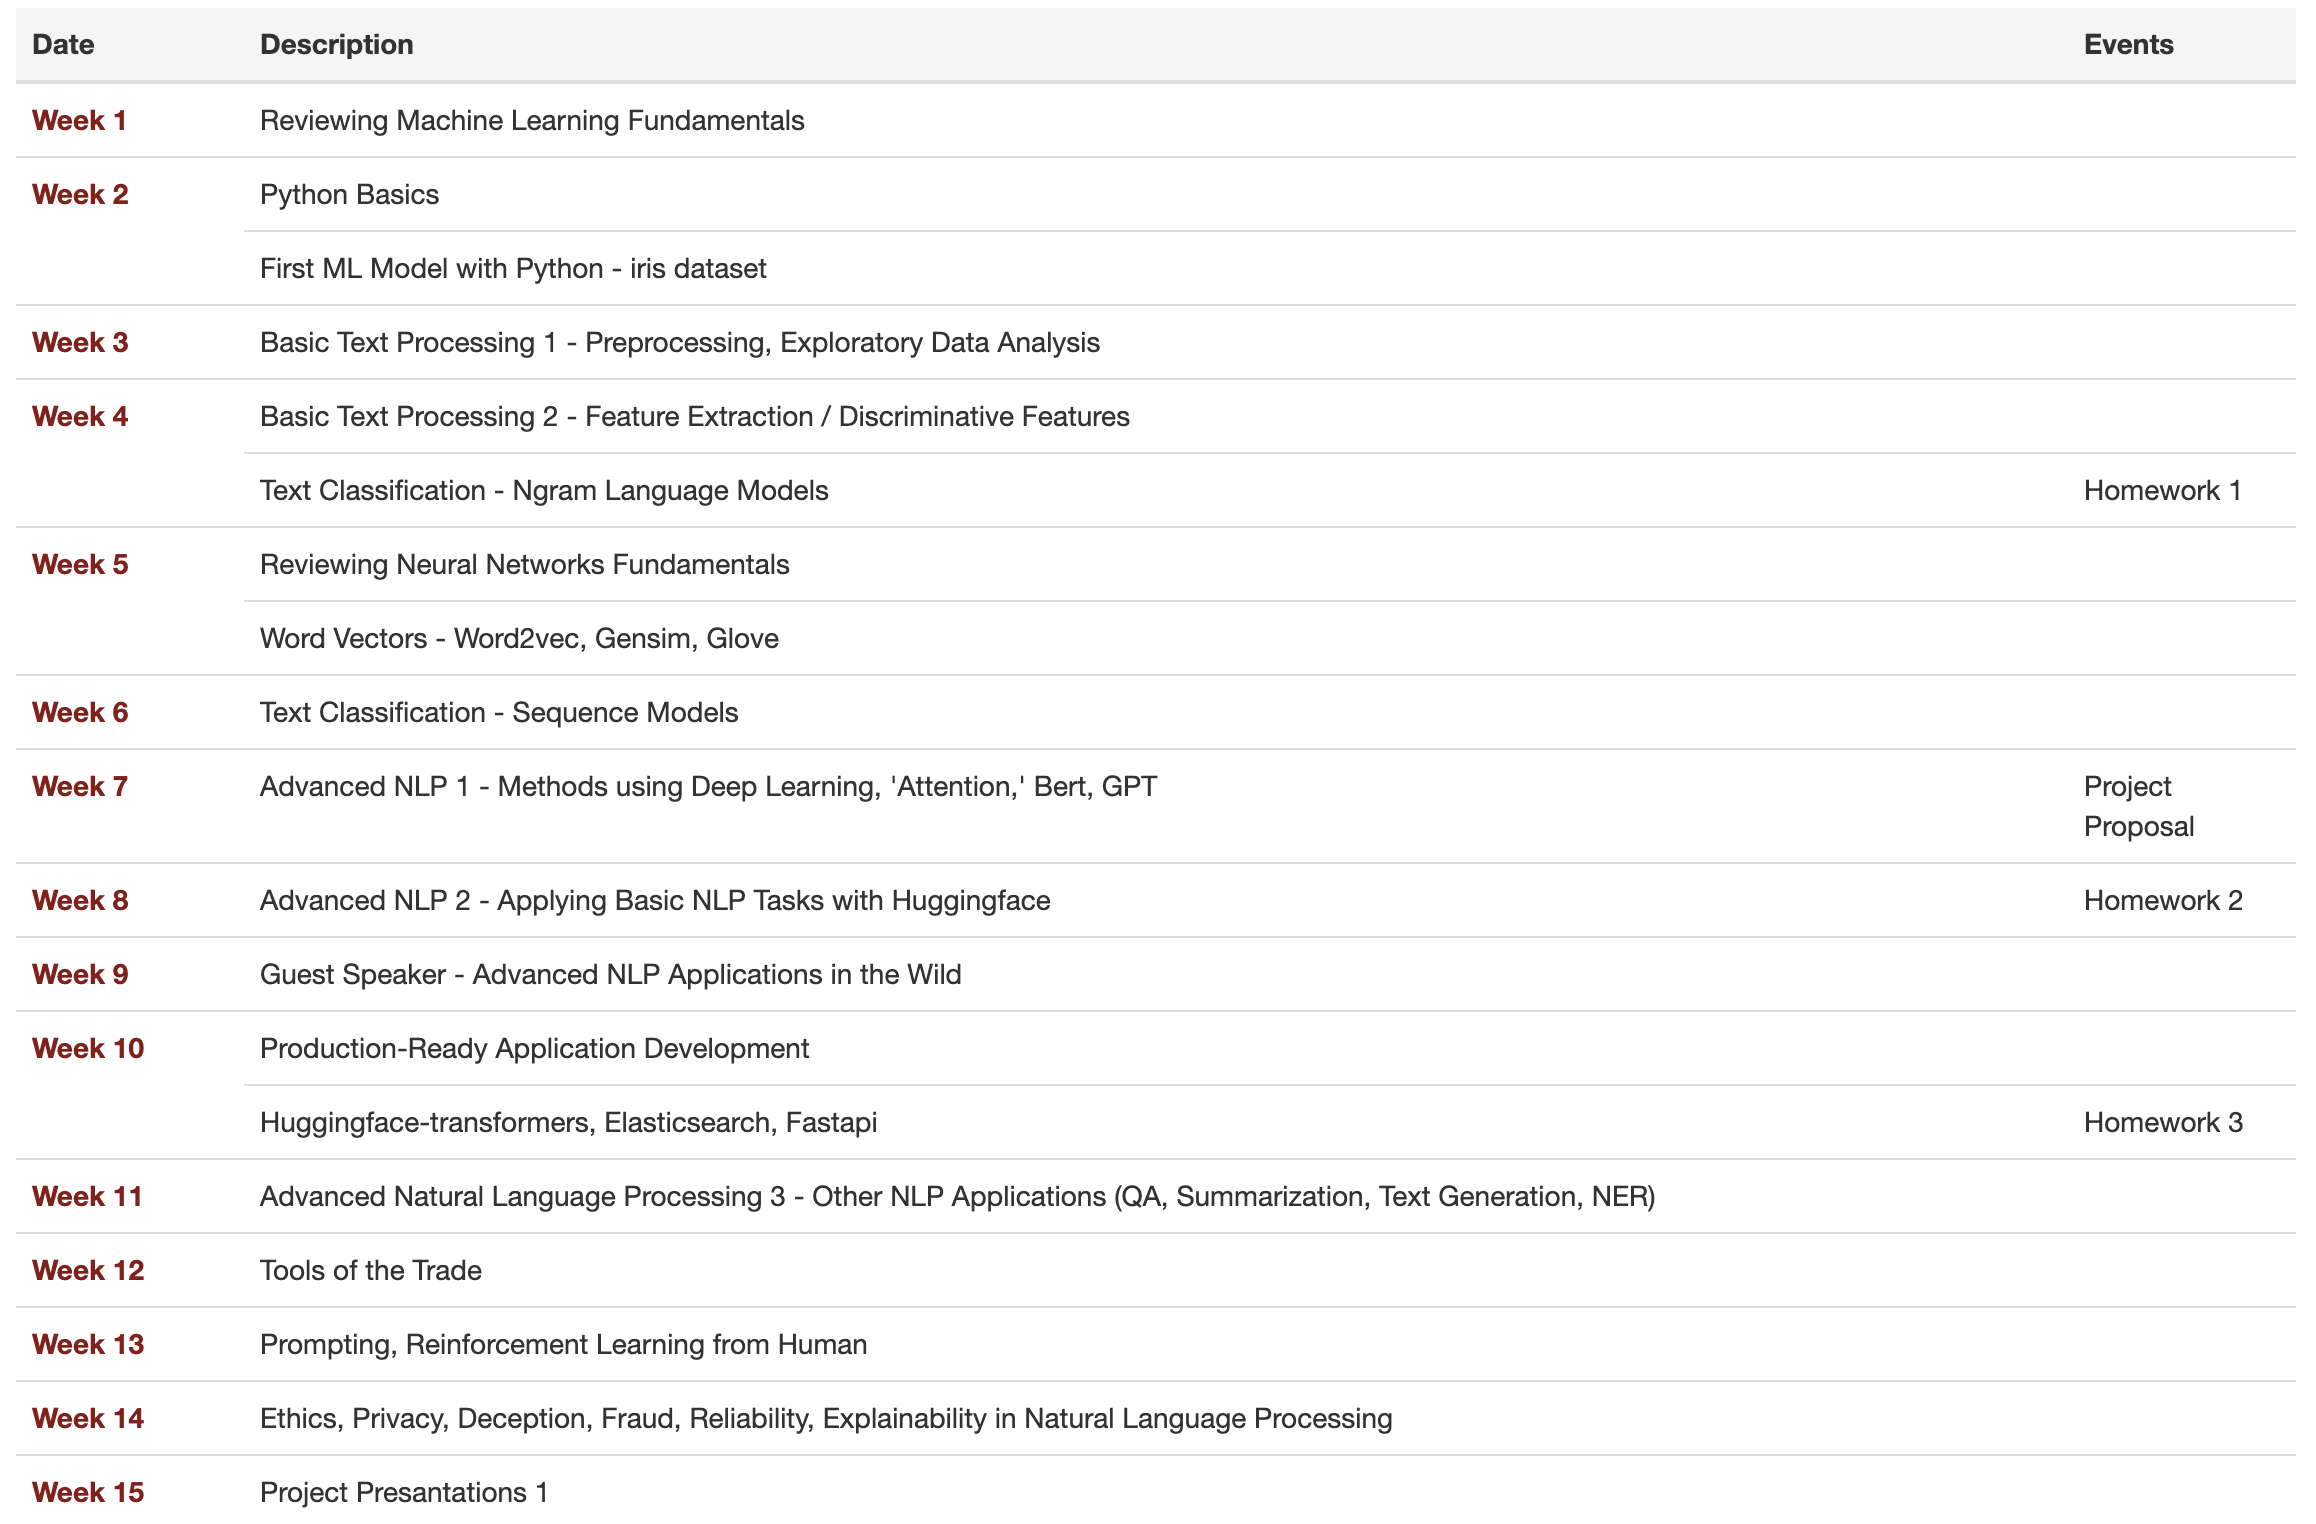 Date Description Events
Week 1 Reviewing Machine Learning Fundamentals
Week 2 Python Basics
First ML Model with Python - iris dataset
Week 3 Basic Text Processing 1 - Preprocessing, Exploratory Data Analysis
Week 4 Basic Text Processing 2 - Feature Extraction / Discriminative Features
Text Classification - Ngram Language Models Homework 1
Week 5 Reviewing Neural Networks Fundamentals
Word Vectors - Word2vec, Gensim, Glove
Week 6 Text Classification - Sequence Models
Week 7 Advanced NLP 1 - Methods using Deep Learning, 'Attention,' Bert, GPT Project
Proposal
Week 8 Advanced NLP 2 - Applying Basic NLP Tasks with Huggingface Homework 2
Week 9 Guest Speaker - Advanced NLP Applications in the Wild
Week 10 Production-Ready Application Development
Huggingface-transformers, Elasticsearch, Fastapi Homework 3
Week 11 Advanced Natural Language Processing 3 - Other NLP Applications (QA, Summarization, Text Generation, NER)
Week 12 Tools of the Trade
Week 13 Prompting, Reinforcement Learning from Human
Week 14 Ethics, Privacy, Deception, Fraud, Reliability, Explainability in Natural Language Processing
Week 15 Project Presantations 1